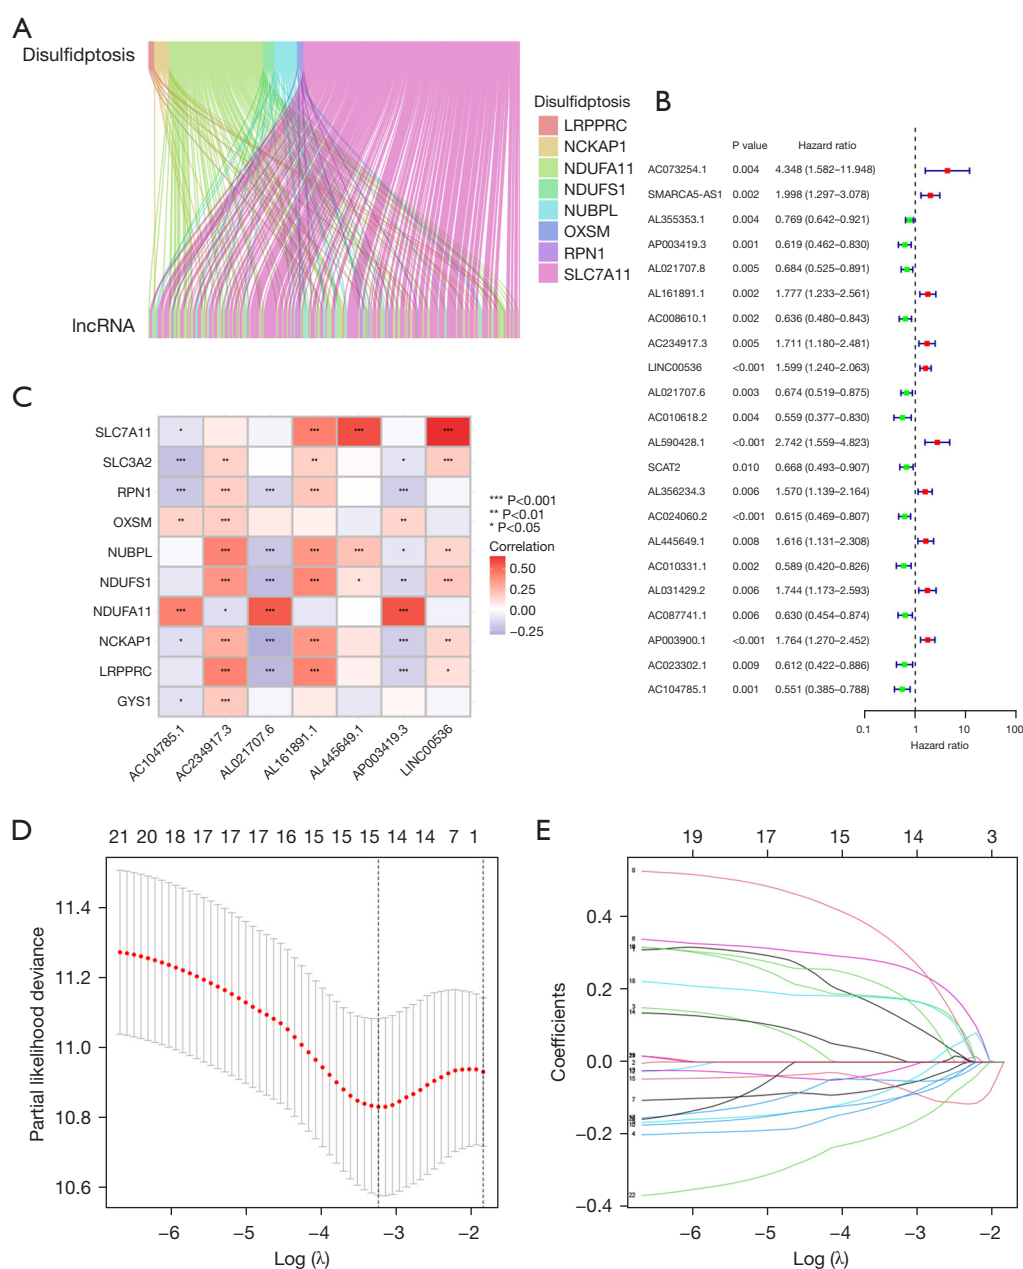 A
Disulfidptosis
lncRNA
Disulfidptosis
LRPPRC
NCKAP1
NDUFA11
NDUFS1
NUBPL
OXSM
RPN1
SLC7A11
B
P value Hazard ratio
AC073254.1 0.004 4.348 (1.582–11.948)
SMARCA5-AS1 0.002 1.998 (1.297–3.078)
AL355353.1 0.004 0.769 (0.642–0.921)
AP003419.3 0.001 0.619 (0.462–0.830)
AL021707.8 0.005 0.684 (0.525–0.891)
AL161891.1 0.002 1.777 (1.233–2.561)
AC008610.1 0.002 0.636 (0.480–0.843)
AC234917.3 0.005 1.711 (1.180–2.481)
LINC00536 <0.001 1.599 (1.240–2.063)
AL021707.6 0.003 0.674 (0.519–0.875)
AC010618.2 0.004 0.559 (0.377–0.830)
AL590428.1 <0.001 2.742 (1.559–4.823)
SCAT2 0.010 0.668 (0.493–0.907)
AL356234.3 0.006 1.570 (1.139–2.164)
AC024060.2 <0.001 0.615 (0.469–0.807)
AL445649.1 0.008 1.616 (1.131–2.308)
AC010331.1 0.002 0.589 (0.420–0.826)
AL031429.2 0.006 1.744 (1.173–2.593)
AC087741.1 0.006 0.630 (0.454–0.874)
AP003900.1 <0.001 1.764 (1.270–2.452)
AC023302.1 0.009 0.612 (0.422–0.886)
AC104785.1 0.001 0.551 (0.385–0.788)
0.1 1 10 100
Hazard ratio
C
SLC7A11 * *** *** ***
SLC3A2 *** ** ** * ***
RPN1 *** *** *** *** ***
OXSM ** *** **
NUBPL *** *** *** *** * **
NDUFS1 *** *** *** * ** ***
NDUFA11 *** * *** ***
NCKAP1 * *** *** *** *** **
LRPPRC *** *** *** *** *
GYS1 * ***
AC104785.1
AC234917.3
AL021707.6
AL161891.1
AL445649.1
AP003419.3
LINC00536
*** P<0.001
** P<0.01
* P<0.05
Correlation
0.50
0.25
0.00
−0.25
D
21 20 18 17 17 17 16 15 15 15 14 14 7 1
11.4
11.2
11.0
10.8
10.6
Partial likelihood deviance
−6 −5 −4 −3 −2
Log (λ)
E
19 17 15 14 3
0.4
0.2
0.0
−0.2
−0.4
Coefficients
8
6
18
3
14
2
12
15
7
4
22
−6 −5 −4 −3 −2
Log (λ)